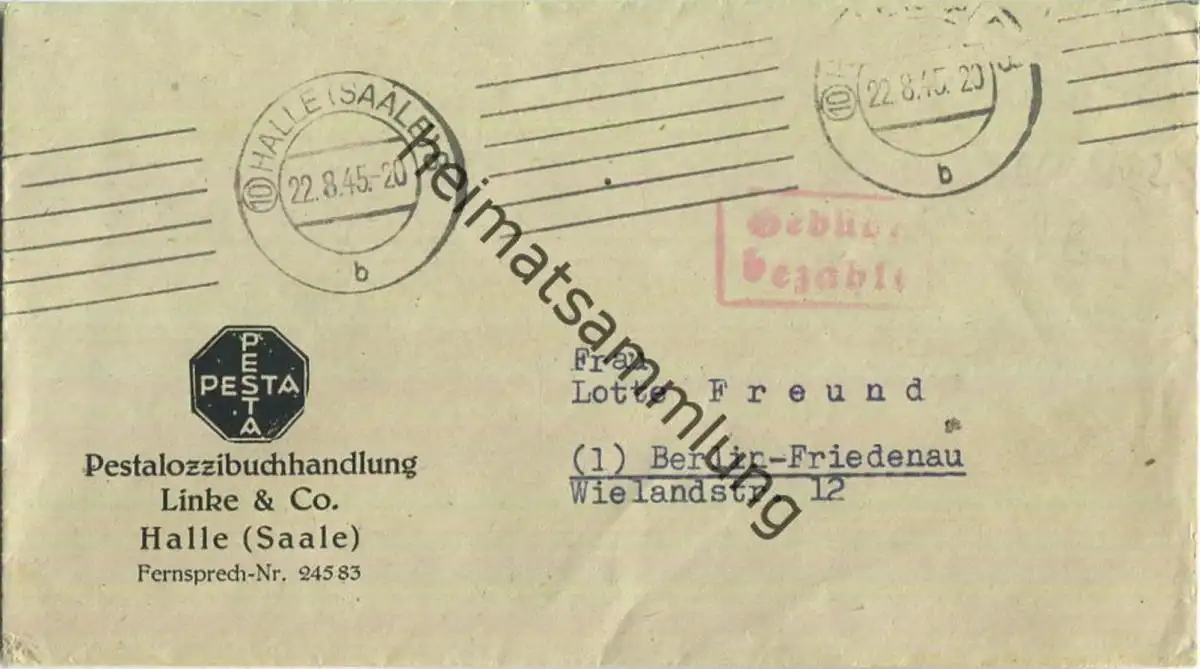 HALLE (SAALE)
10
22.8.45.-20
b
10
22.8.45.-20
b
Gebühr
bezahlt
PESTA
PESTA
Pestalozzibuchhandlung
Linke & Co.
Halle (Saale)
Fernsprech-Nr. 24583
Frau
Lotte Freund
(1) Berlin-Friedenau
Wielandstr. 12
heimatsammlung